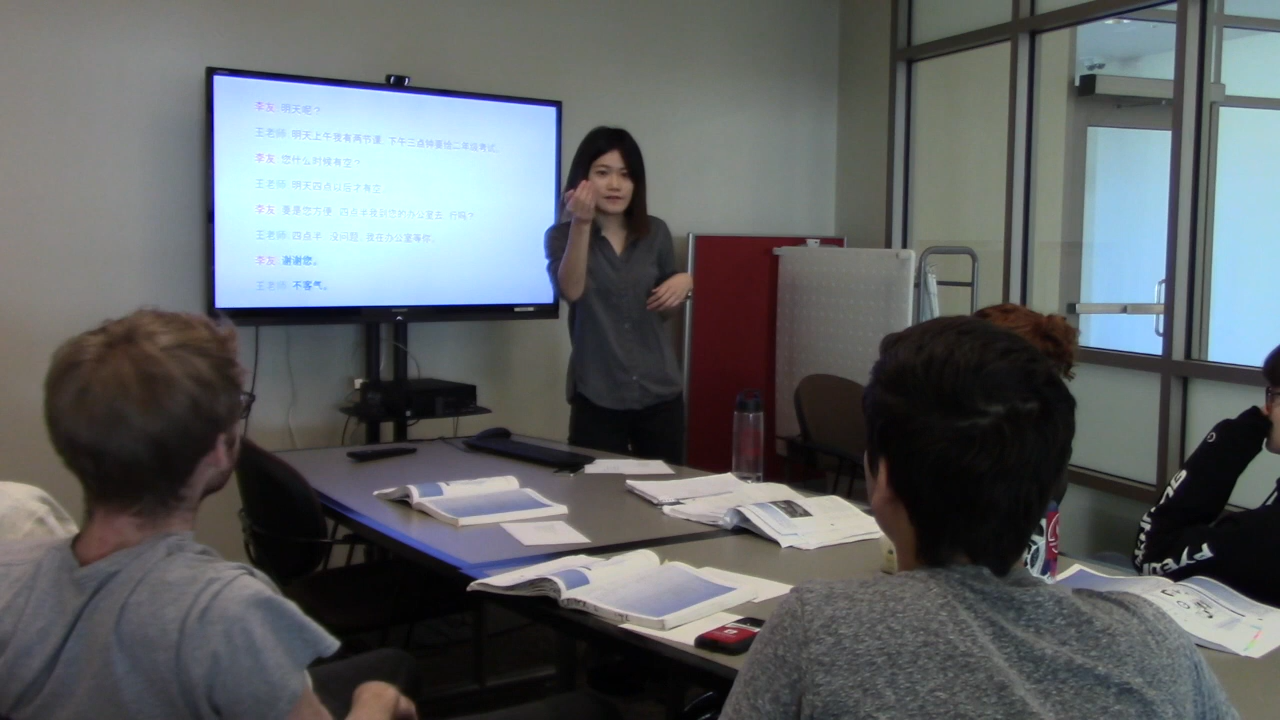 李友: 明天呢？
王老师: 明天上午我有两节课, 下午三点钟要给二年级考试。
李友: 您什么时候有空？
王老师: 明天四点以后才有空。
李友: 要是您方便, 四点半我到您的办公室去, 行吗？
王老师: 四点半, 没问题, 我在办公室等你。
李友: 谢谢您。
王老师: 不客气。